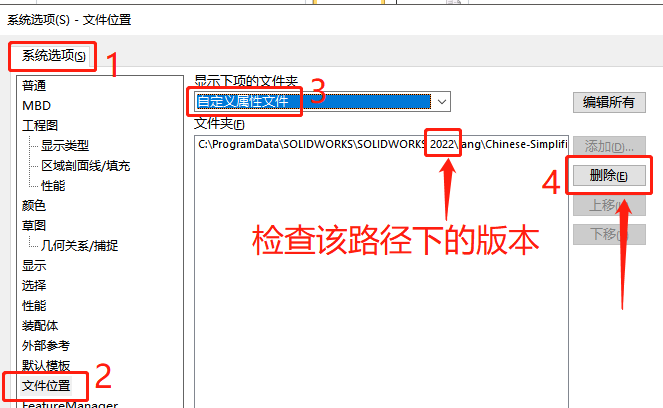 系统选项(S) - 文件位置
系统选项(S)
1
普通
MBD
工程图
显示类型
区域剖面线/填充
性能
颜色
草图
几何关系/捕捉
显示
选择
性能
装配体
外部参考
默认模板
文件位置
2
FeatureManager
显示下项的文件夹
自定义属性文件
3
文件夹(F)
C:\ProgramData\SOLIDWORKS\SOLIDWORKS 2022\lang\Chinese-Simplifi
检查该路径下的版本
编辑所有
添加(D)...
4
删除(E)
上移
下移